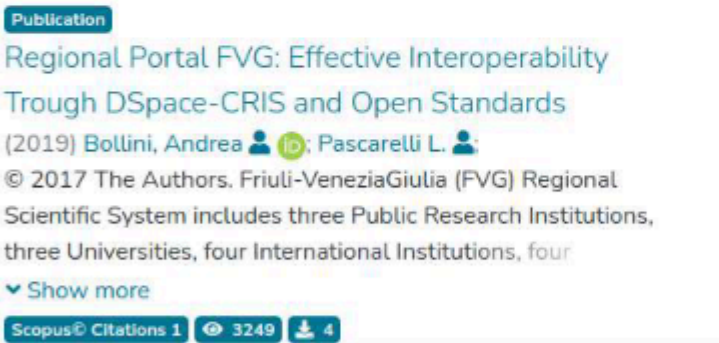 Publication
Regional Portal FVG: Effective Interoperability
Trough DSpace-CRIS and Open Standards
(2019) Bollini, Andrea iD; Pascarelli L. ;
© 2017 The Authors. Friuli-VeneziaGiulia (FVG) Regional
Scientific System includes three Public Research Institutions,
three Universities, four International Institutions, four
Show more
Scopus© Citations 1 3249 4